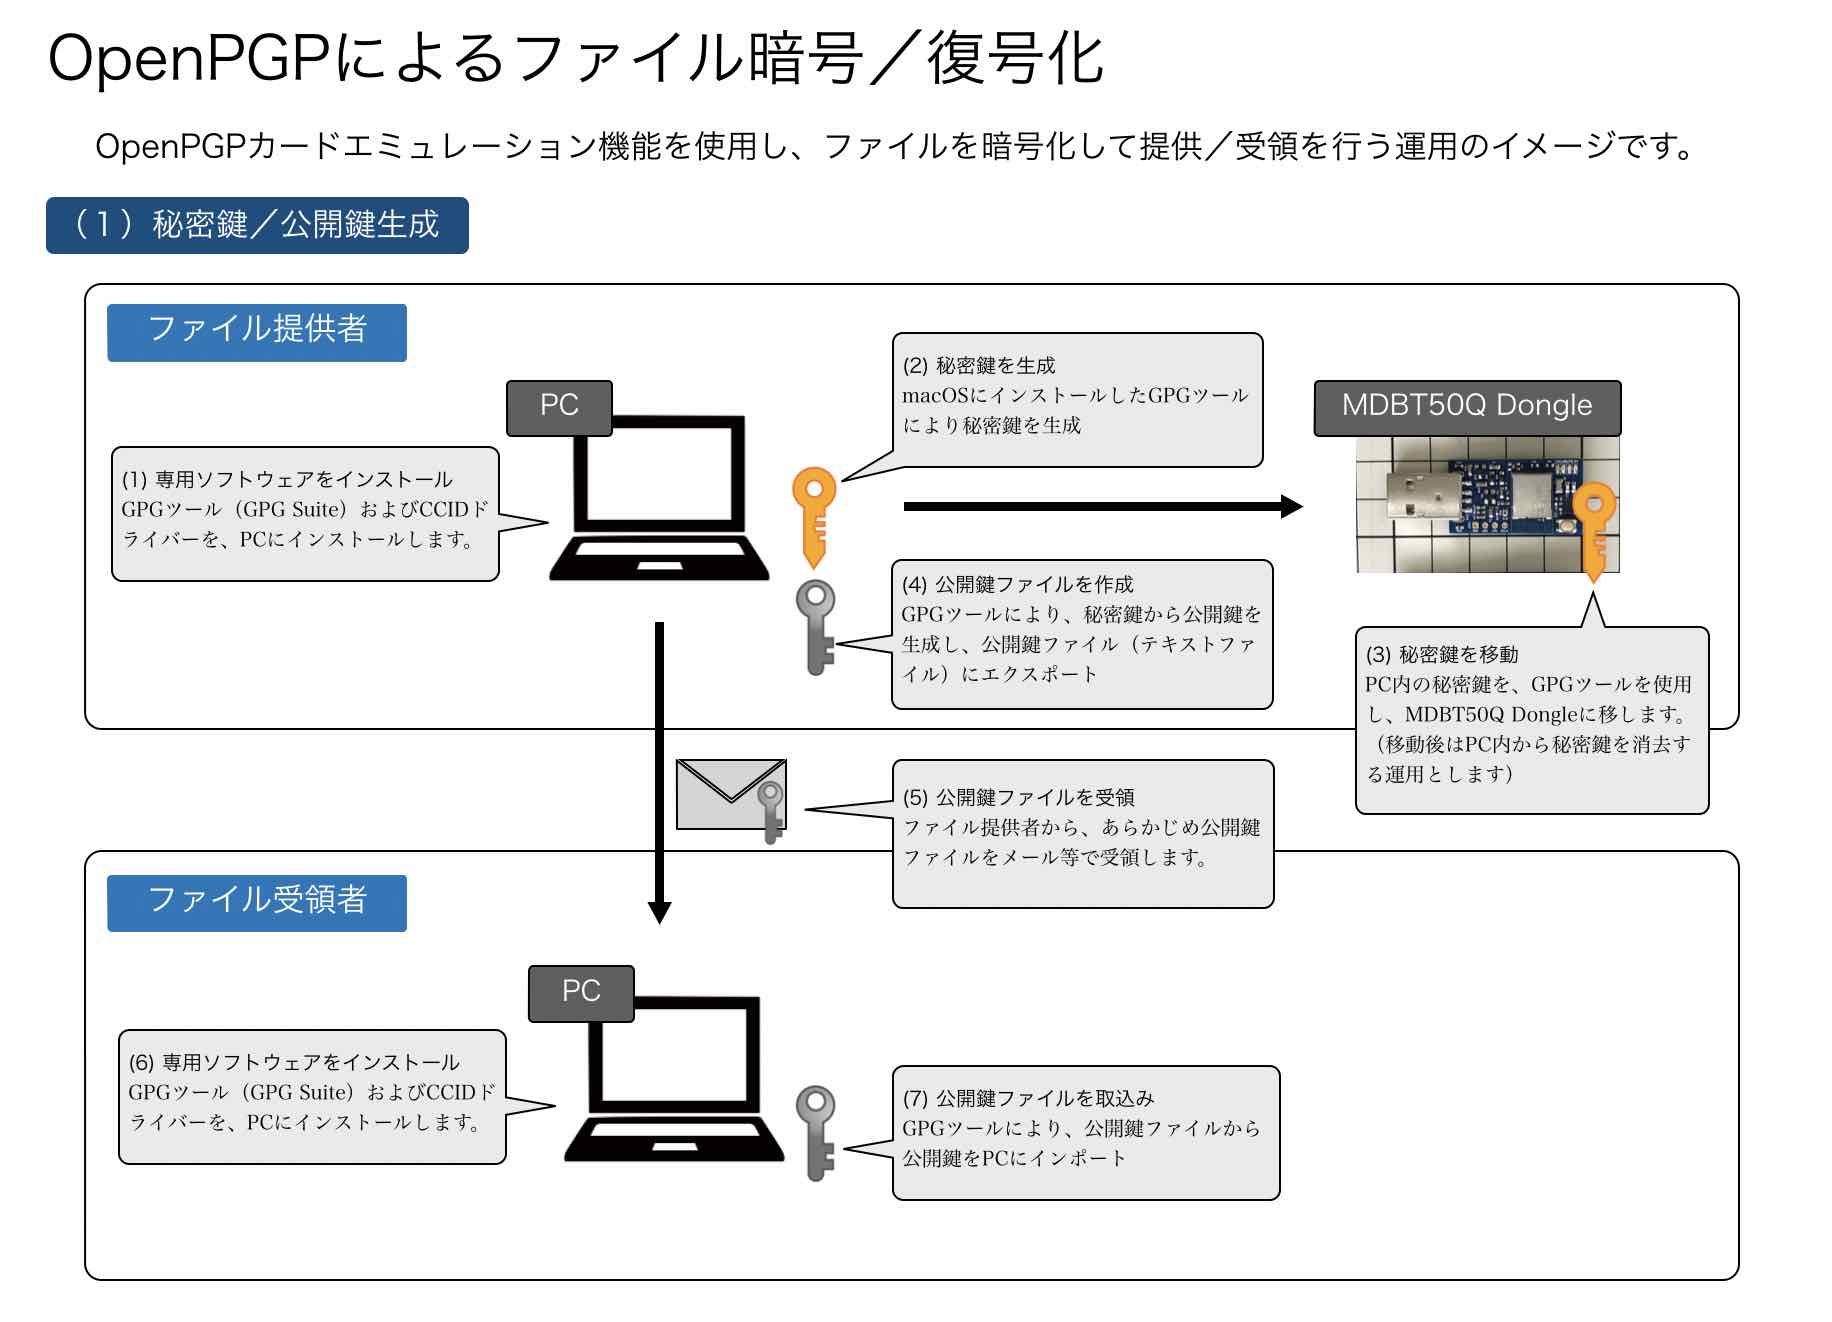 OpenPGPによるファイル暗号／復号化
OpenPGPカードエミュレーション機能を使用し、ファイルを暗号化して提供／受領を行う運用のイメージです。
（１）秘密鍵／公開鍵生成
ファイル提供者
PC
(1) 専用ソフトウェアをインストール
GPGツール（GPG Suite）およびCCIDド
ライバーを、PCにインストールします。
(2) 秘密鍵を生成
macOSにインストールしたGPGツール
により秘密鍵を生成
MDBT50Q Dongle
(3) 秘密鍵を移動
PC内の秘密鍵を、GPGツールを使用
し、MDBT50Q Dongleに移します。
（移動後はPC内から秘密鍵を消去す
る運用とします）
(4) 公開鍵ファイルを作成
GPGツールにより、秘密鍵から公開鍵を
生成し、公開鍵ファイル（テキストファ
イル）にエクスポート
(5) 公開鍵ファイルを受領
ファイル提供者から、あらかじめ公開鍵
ファイルをメール等で受領します。
ファイル受領者
PC
(6) 専用ソフトウェアをインストール
GPGツール（GPG Suite）およびCCIDド
ライバーを、PCにインストールします。
(7) 公開鍵ファイルを取込み
GPGツールにより、公開鍵ファイルから
公開鍵をPCにインポート